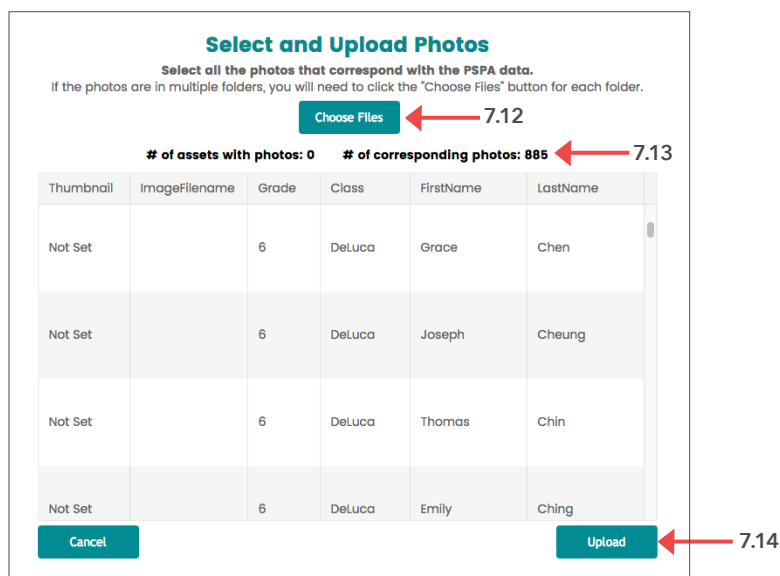 Select and Upload Photos
Select all the photos that correspond with the PSPA data.
If the photos are in multiple folders, you will need to click the "Choose Files" button for each folder.
Choose Files 7.12
# of assets with photos: 0 # of corresponding photos: 885 7.13
Thumbnail ImageFilename Grade Class FirstName LastName
Not Set 6 DeLuca Grace Chen
Not Set 6 DeLuca Joseph Cheung
Not Set 6 DeLuca Thomas Chin
Not Set 6 DeLuca Emily Ching
Cancel Upload 7.14